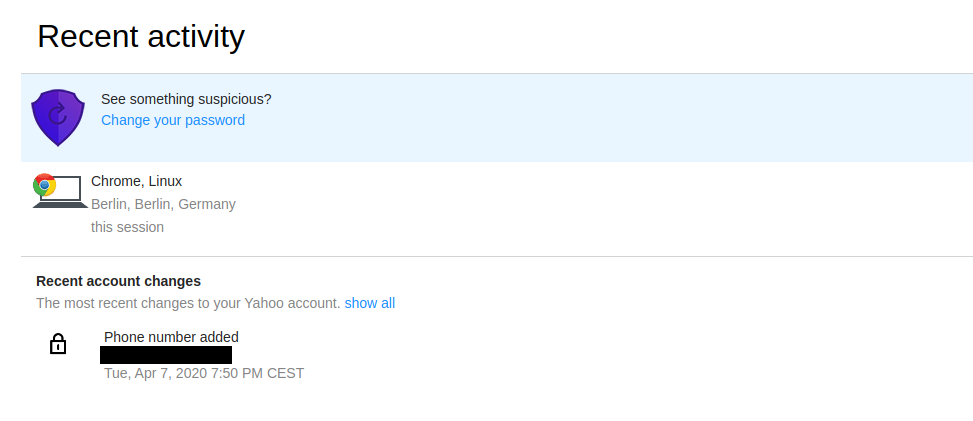 Recent activity
See something suspicious?
Change your password
Chrome, Linux
Berlin, Berlin, Germany
this session
Recent account changes
The most recent changes to your Yahoo account. show all
Phone number added
Tue, Apr 7, 2020 7:50 PM CEST